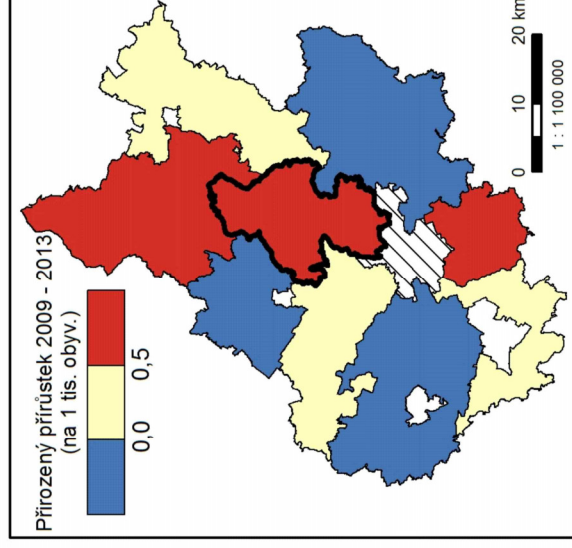 Přirozený přírůstek 2009 - 2013
(na 1 tis. obyv.)
0,0 0,5
0 10 20 km
1 : 1 100 000